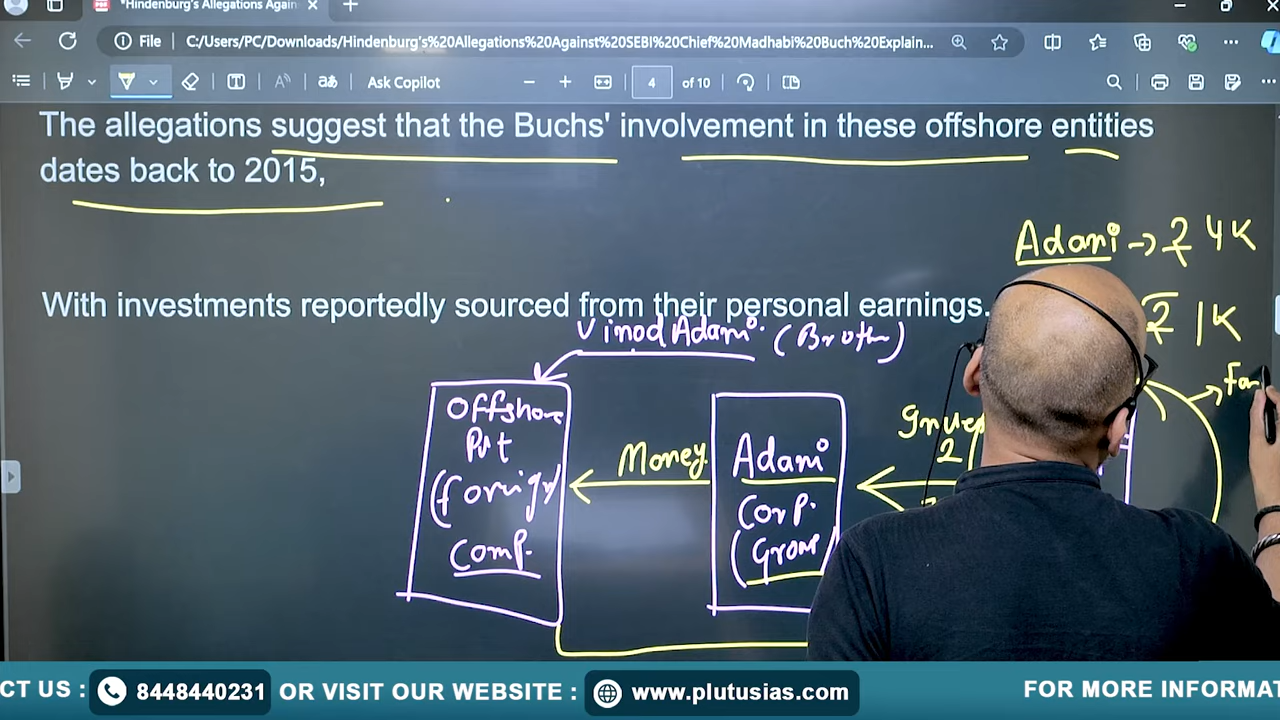 *Hindenburg's Allegations Again
File
C:/Users/PC/Downloads/Hindenburg's%20Allegations%20Against%20SEBI%20Chief%20Madhabi%20Buch%20Explain...
Ask Copilot
4 of 10
The allegations suggest that the Buchs' involvement in these offshore entities
dates back to 2015,
Adani → ₹ 4K
With investments reportedly sourced from their personal earnings.
₹ 1K
Vinod Adani. (Brother)
For
Offshore
Pvt
(foreign)
Comp.
Money
Adani
Corp.
(Group)
CT US :
8448440231
OR VISIT OUR WEBSITE :
www.plutusias.com
FOR MORE INFORMAT